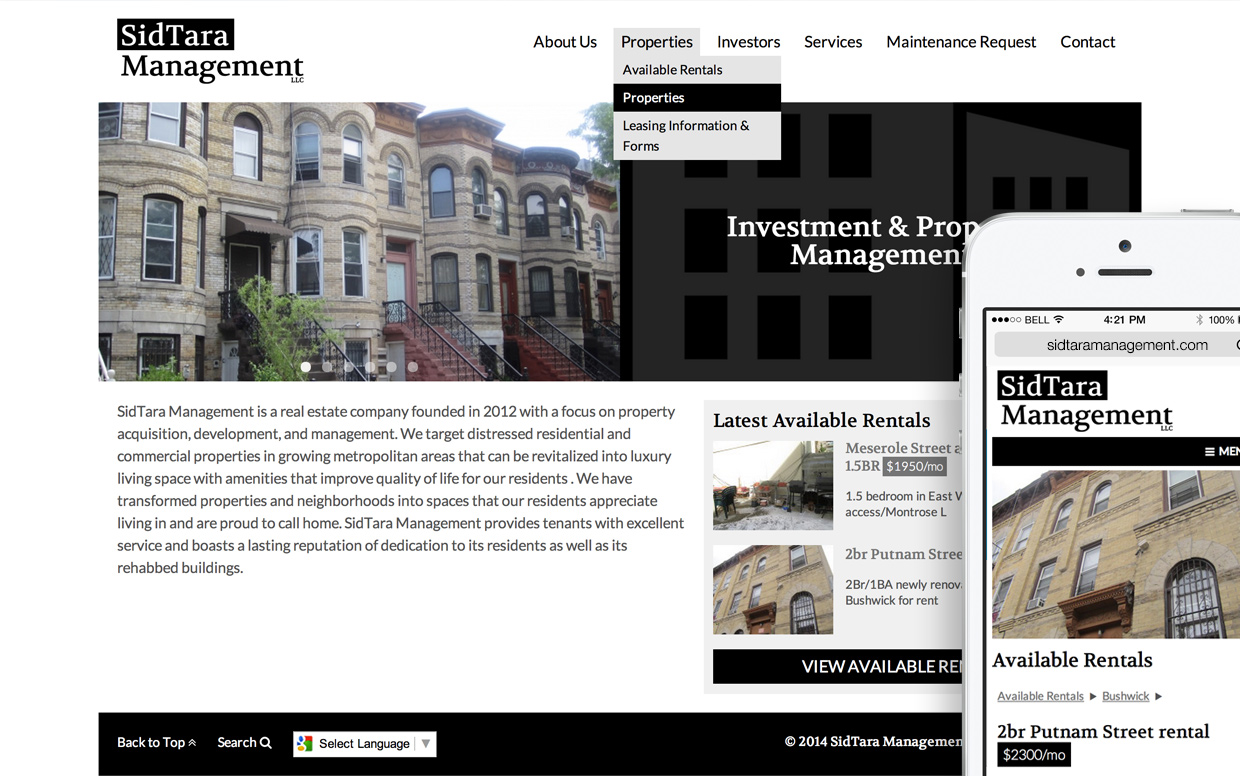 SidTara
Management
LLC
About Us Properties Investors Services Maintenance Request Contact
Available Rentals
Properties
Leasing Information &
Forms
Investment &
Management
SidTara Management is a real estate company founded in 2012 with a focus on property
acquisition, development, and management. We target distressed residential and
commercial properties in growing metropolitan areas that can be revitalized into luxury
living space with amenities that improve quality of life for our residents . We have
transformed properties and neighborhoods into spaces that our residents appreciate
living in and are proud to call home. SidTara Management provides tenants with excellent
service and boasts a lasting reputation of dedication to its residents as well as its
rehabbed buildings.
Latest Available Rentals
Meserole Street
1.5BR $1950/mo
1.5 bedroom in East
access/Montrose L
2br Putnam
2Br/1BA newly
Bushwick for rent
VIEW AVAILABLE
Back to Top Search Select Language
© 2014 SidTara
BELL 4:21 PM 100%
sidtaramanagement.com
SidTara
Management
LLC
Available Rentals
Available Rentals Bushwick
2br Putnam Street rental
$2300/mo